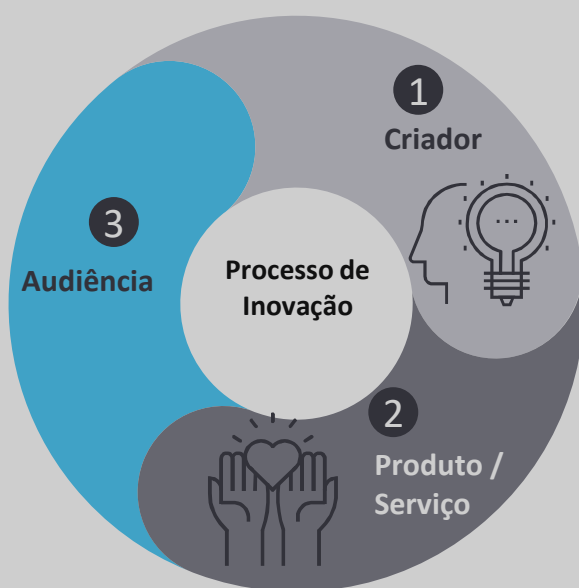 1
Criador
3
Audiência
Processo de
Inovação
2
Produto /
Serviço